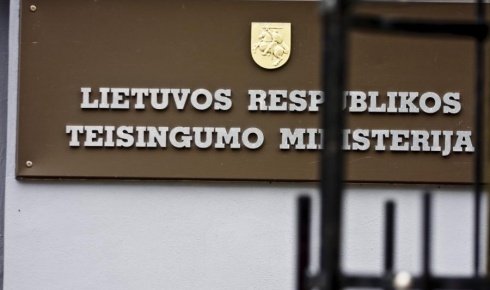 LIETUVOS RESPUBLIKOS
TEISINGUMO MINISTERIJA